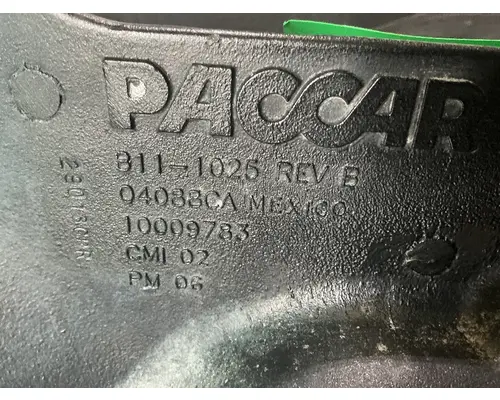 PACCAR
B11-1025 REV B
04088CA MEXICO
10009783
CMI 02
PM 06